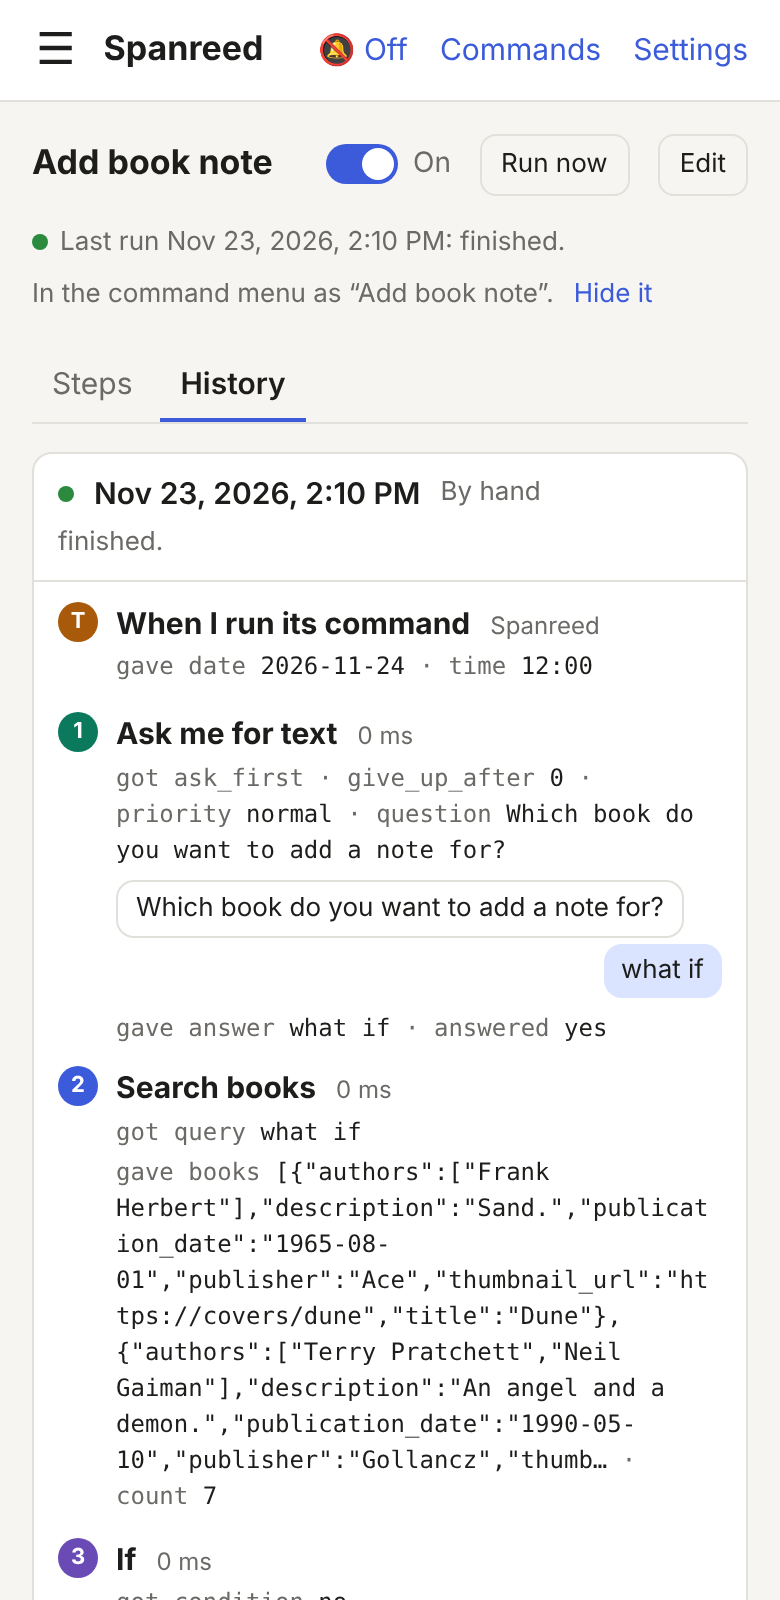 ☰ Spanreed 🔕 Off Commands Settings
Add book note On Run now Edit
Last run Nov 23, 2026, 2:10 PM: finished.
In the command menu as “Add book note”. Hide it
Steps History
Nov 23, 2026, 2:10 PM By hand
finished.
T When I run its command Spanreed
gave date 2026-11-24 · time 12:00
1 Ask me for text 0 ms
got ask_first · give_up_after 0 ·
priority normal · question Which book do
you want to add a note for?
Which book do you want to add a note for?
what if
gave answer what if · answered yes
2 Search books 0 ms
got query what if
gave books [{"authors":["Frank
Herbert"],"description":"Sand.","publicat
ion_date":"1965-08-
01","publisher":"Ace","thumbnail_url":"ht
tps://covers/dune","title":"Dune"},
{"authors":["Terry Pratchett","Neil
Gaiman"],"description":"An angel and a
demon.","publication_date":"1990-05-
10","publisher":"Gollancz","thumb… ·
count 7
3 If 0 ms
got condition no